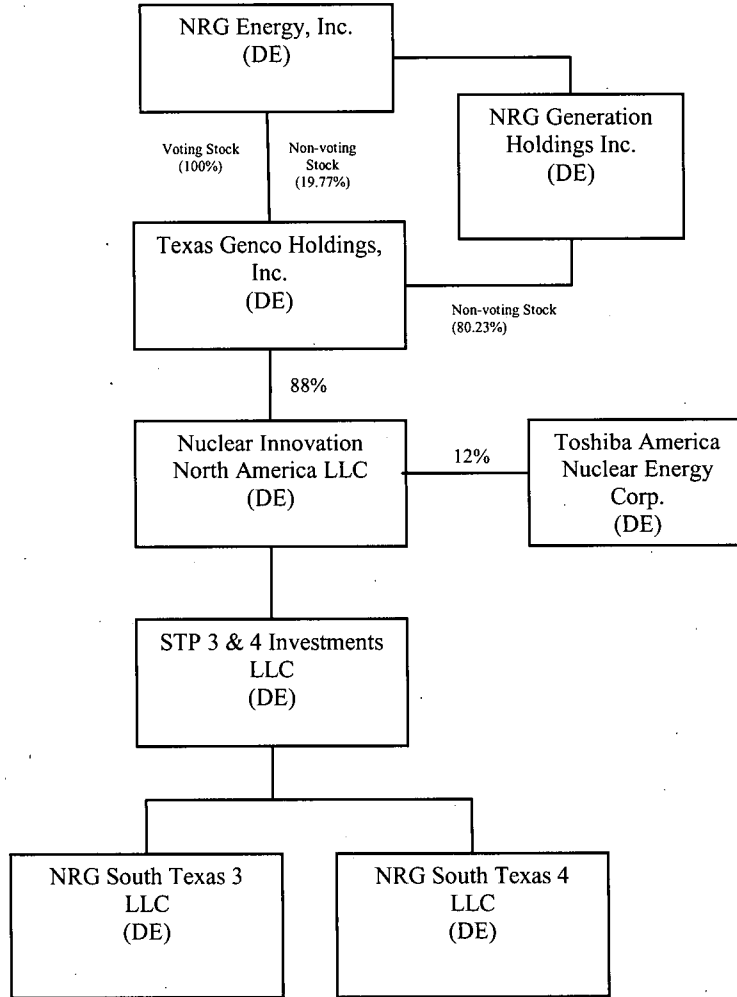 NRG Energy, Inc.
(DE)
NRG Generation
Holdings Inc.
(DE)
Voting Stock
(100%)
Non-voting
Stock
(19.77%)
Texas Genco Holdings,
Inc.
(DE)
Non-voting Stock
(80.23%)
88%
Nuclear Innovation
North America LLC
(DE)
12%
Toshiba America
Nuclear Energy
Corp.
(DE)
STP 3 & 4 Investments
LLC
(DE)
NRG South Texas 3
LLC
(DE)
NRG South Texas 4
LLC
(DE)